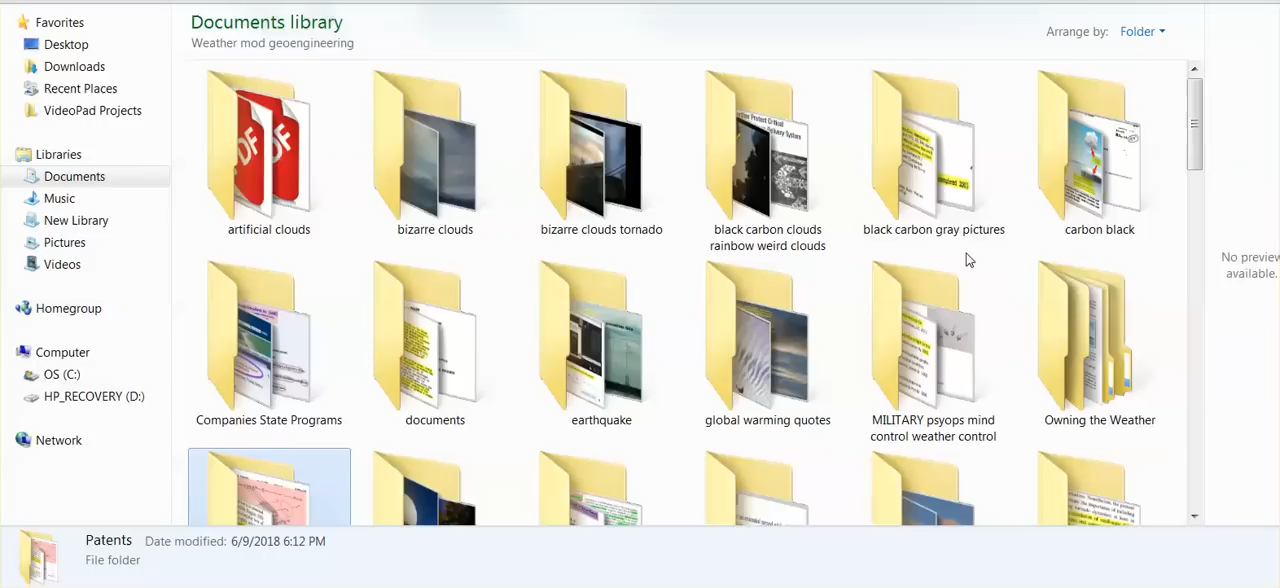 Favorites
Desktop
Downloads
Recent Places
VideoPad Projects
Libraries
Documents
Music
New Library
Pictures
Videos
Homegroup
Computer
OS (C:)
HP_RECOVERY (D:)
Network
Documents library
Weather mod geoengineering
Arrange by: Folder
artificial clouds
bizarre clouds
bizarre clouds tornado
black carbon clouds
rainbow weird clouds
black carbon gray pictures
carbon black
Companies State Programs
documents
earthquake
global warming quotes
MILITARY psyops mind
control weather control
Owning the Weather
No preview
available.
Patents
Date modified: 6/9/2018 6:12 PM
File folder